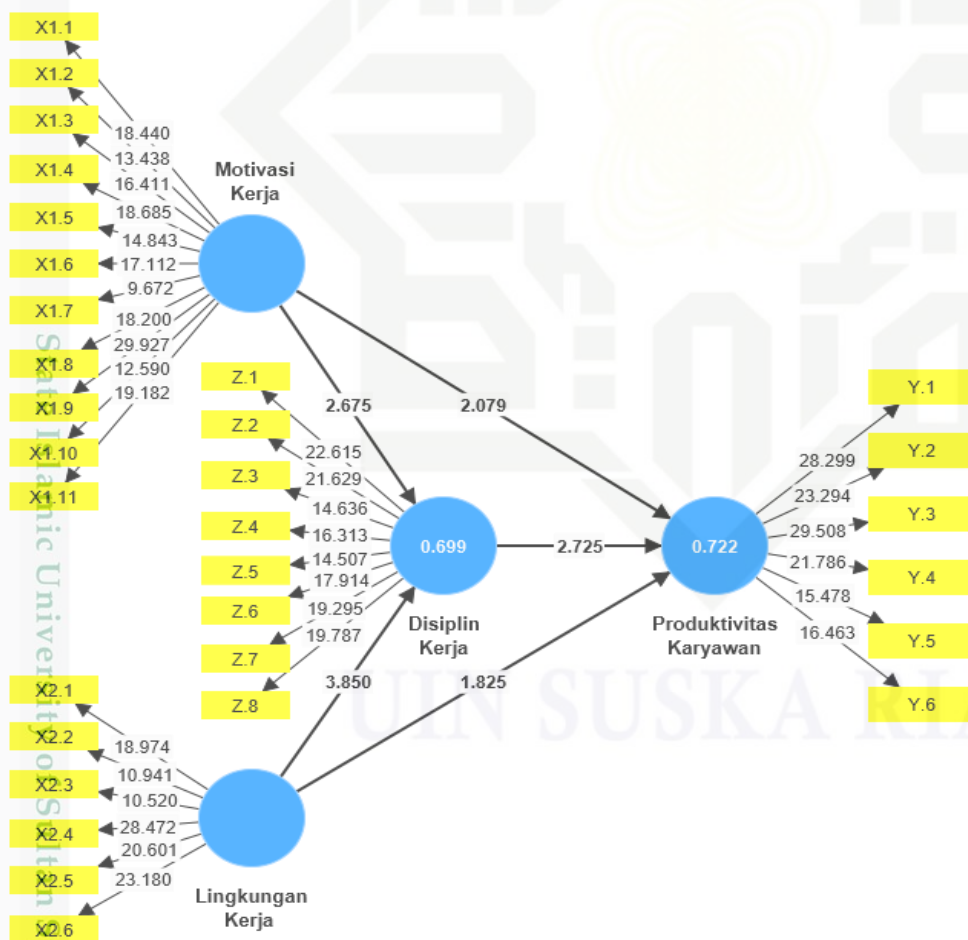 X1.1
X1.2
X1.3
X1.4
X1.5
X1.6
X1.7
X1.8
X1.9
X1.10
X1.11
18.440
13.438
16.411
18.685
14.843
17.112
9.672
18.200
29.927
12.590
19.182
Motivasi
Kerja
2.675
2.079
Z.1
Z.2
Z.3
Z.4
Z.5
Z.6
Z.7
Z.8
22.615
21.629
14.636
16.313
14.507
17.914
19.295
19.787
0.699
Disiplin
Kerja
2.725
0.722
Produktivitas
Karyawan
28.299
23.294
29.508
21.786
15.478
16.463
Y.1
Y.2
Y.3
Y.4
Y.5
Y.6
3.850
1.825
X2.1
X2.2
X2.3
X2.4
X2.5
X2.6
18.974
10.941
10.520
28.472
20.601
23.180
Lingkungan
Kerja
State Islamic University of Sultan S
UIN SUSKA RIA